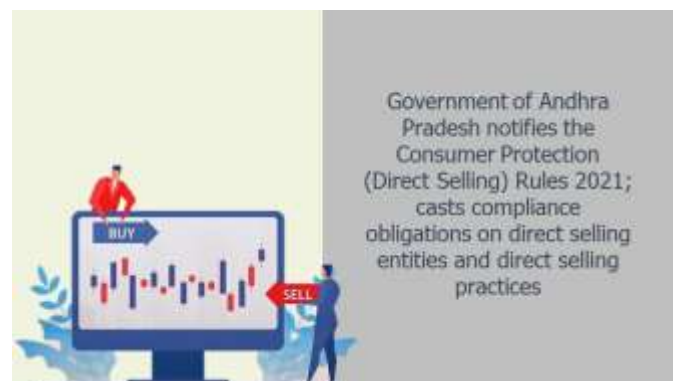 BUY
SELL
Government of Andhra
Pradesh notifies the
Consumer Protection
(Direct Selling) Rules 2021;
casts compliance
obligations on direct selling
entities and direct selling
practices